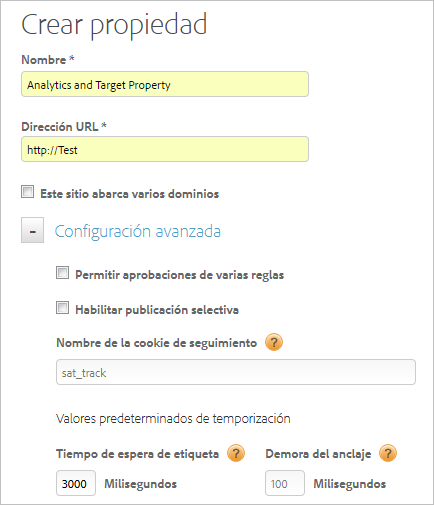 Crear propiedad
Nombre *
Analytics and Target Property
Dirección URL *
http://Test
Este sitio abarca varios dominios
- Configuración avanzada
Permitir aprobaciones de varias reglas
Habilitar publicación selectiva
Nombre de la cookie de seguimiento ?
sat_track
Valores predeterminados de temporización
Tiempo de espera de etiqueta ? Demora del anclaje ?
3000 Milisegundos 100 Milisegundos